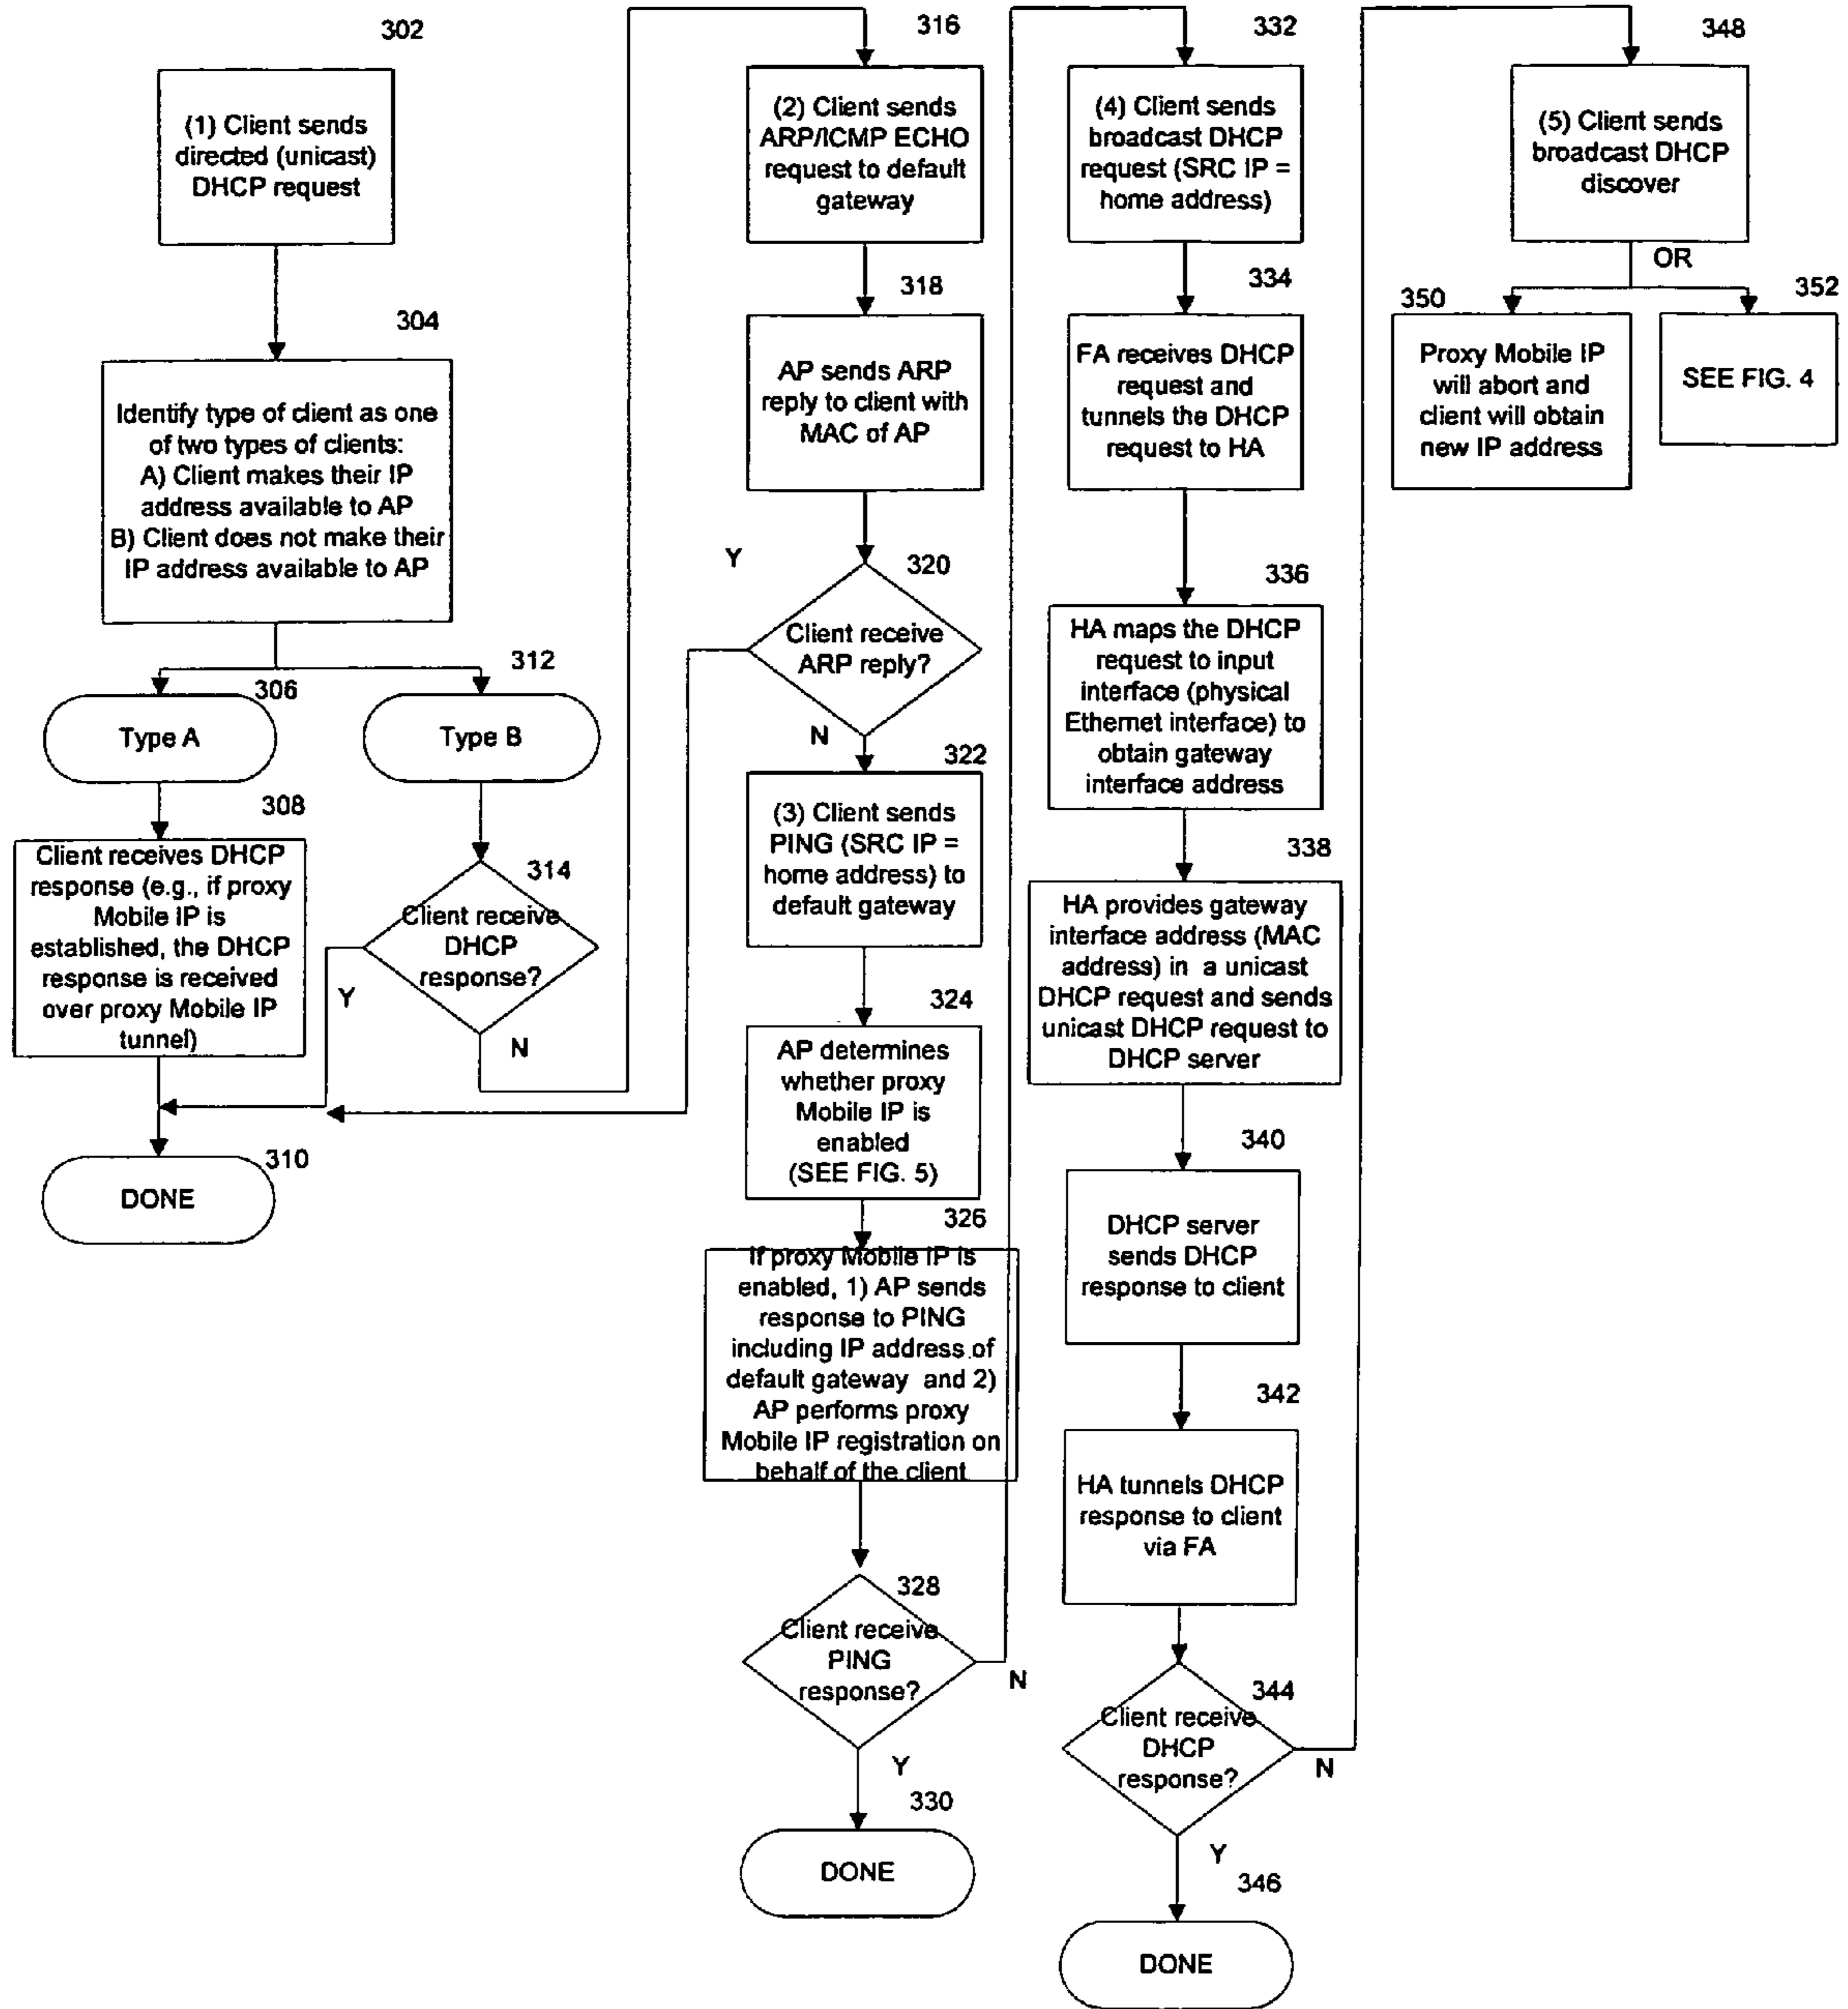 302
(1) Client sends
directed (unicast)
DHCP request
304
Identify type of client as one
of two types of clients:
A) Client makes their IP
address available to AP
B) Client does not make their
IP address available to AP
306
Type A
312
Type B
308
Client receives DHCP
response (e.g., if proxy
Mobile IP is
established, the DHCP
response is received
over proxy Mobile IP
tunnel)
314
Client receive
DHCP
response?
Y
N
310
DONE
316
(2) Client sends
ARP/ICMP ECHO
request to default
gateway
318
AP sends ARP
reply to client with
MAC of AP
Y
320
Client receive
ARP reply?
N
322
(3) Client sends
PING (SRC IP =
home address) to
default gateway
324
AP determines
whether proxy
Mobile IP is
enabled
(SEE FIG. 5)
326
If proxy Mobile IP is
enabled, 1) AP sends
response to PING
including IP address of
default gateway and 2)
AP performs proxy
Mobile IP registration on
behalf of the client
328
Client receive
PING
response?
N
Y
330
DONE
332
(4) Client sends
broadcast DHCP
request (SRC IP =
home address)
334
FA receives DHCP
request and
tunnels the DHCP
request to HA
336
HA maps the DHCP
request to input
interface (physical
Ethernet interface) to
obtain gateway
interface address
338
HA provides gateway
interface address (MAC
address) in a unicast
DHCP request and sends
unicast DHCP request to
DHCP server
340
DHCP server
sends DHCP
response to client
342
HA tunnels DHCP
response to client
via FA
344
Client receive
DHCP
response?
N
Y
346
DONE
348
(5) Client sends
broadcast DHCP
discover
OR
350
Proxy Mobile IP
will abort and
client will obtain
new IP address
352
SEE FIG. 4